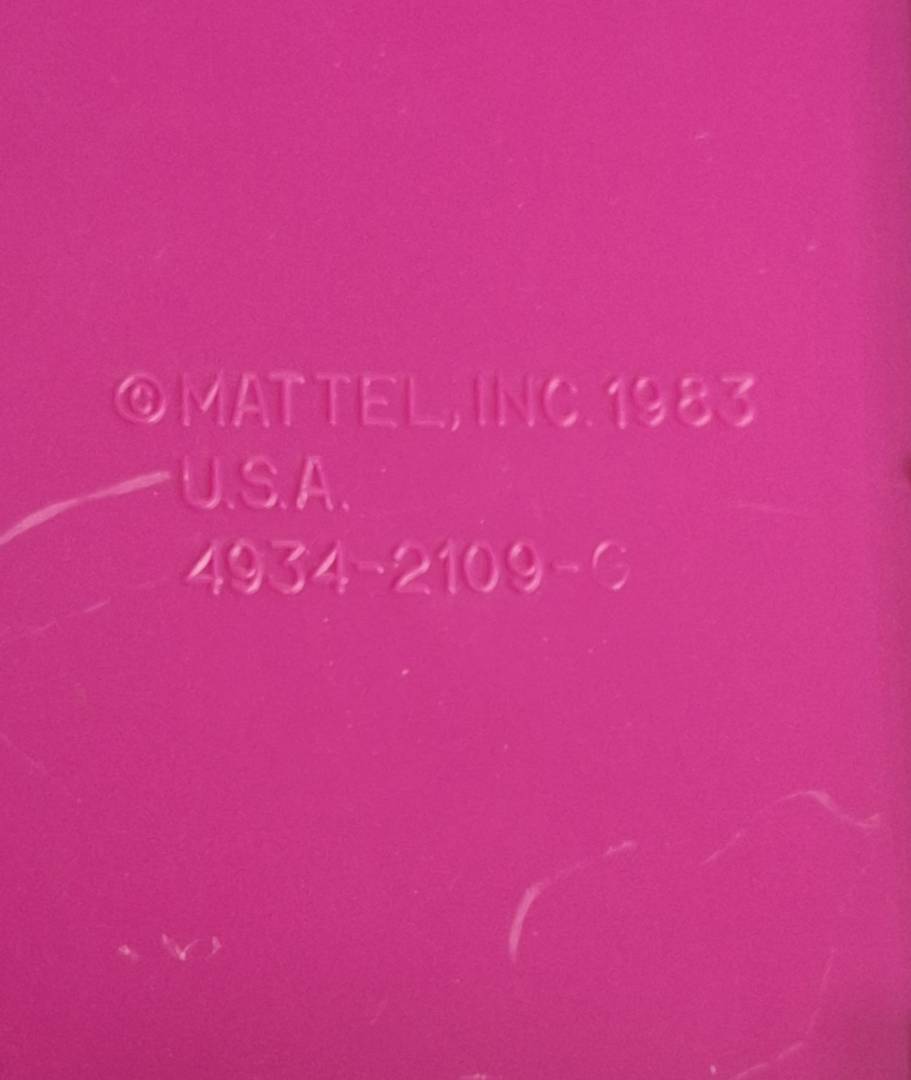 ©MATTEL, INC. 1983
U.S.A.
4934-2109-G